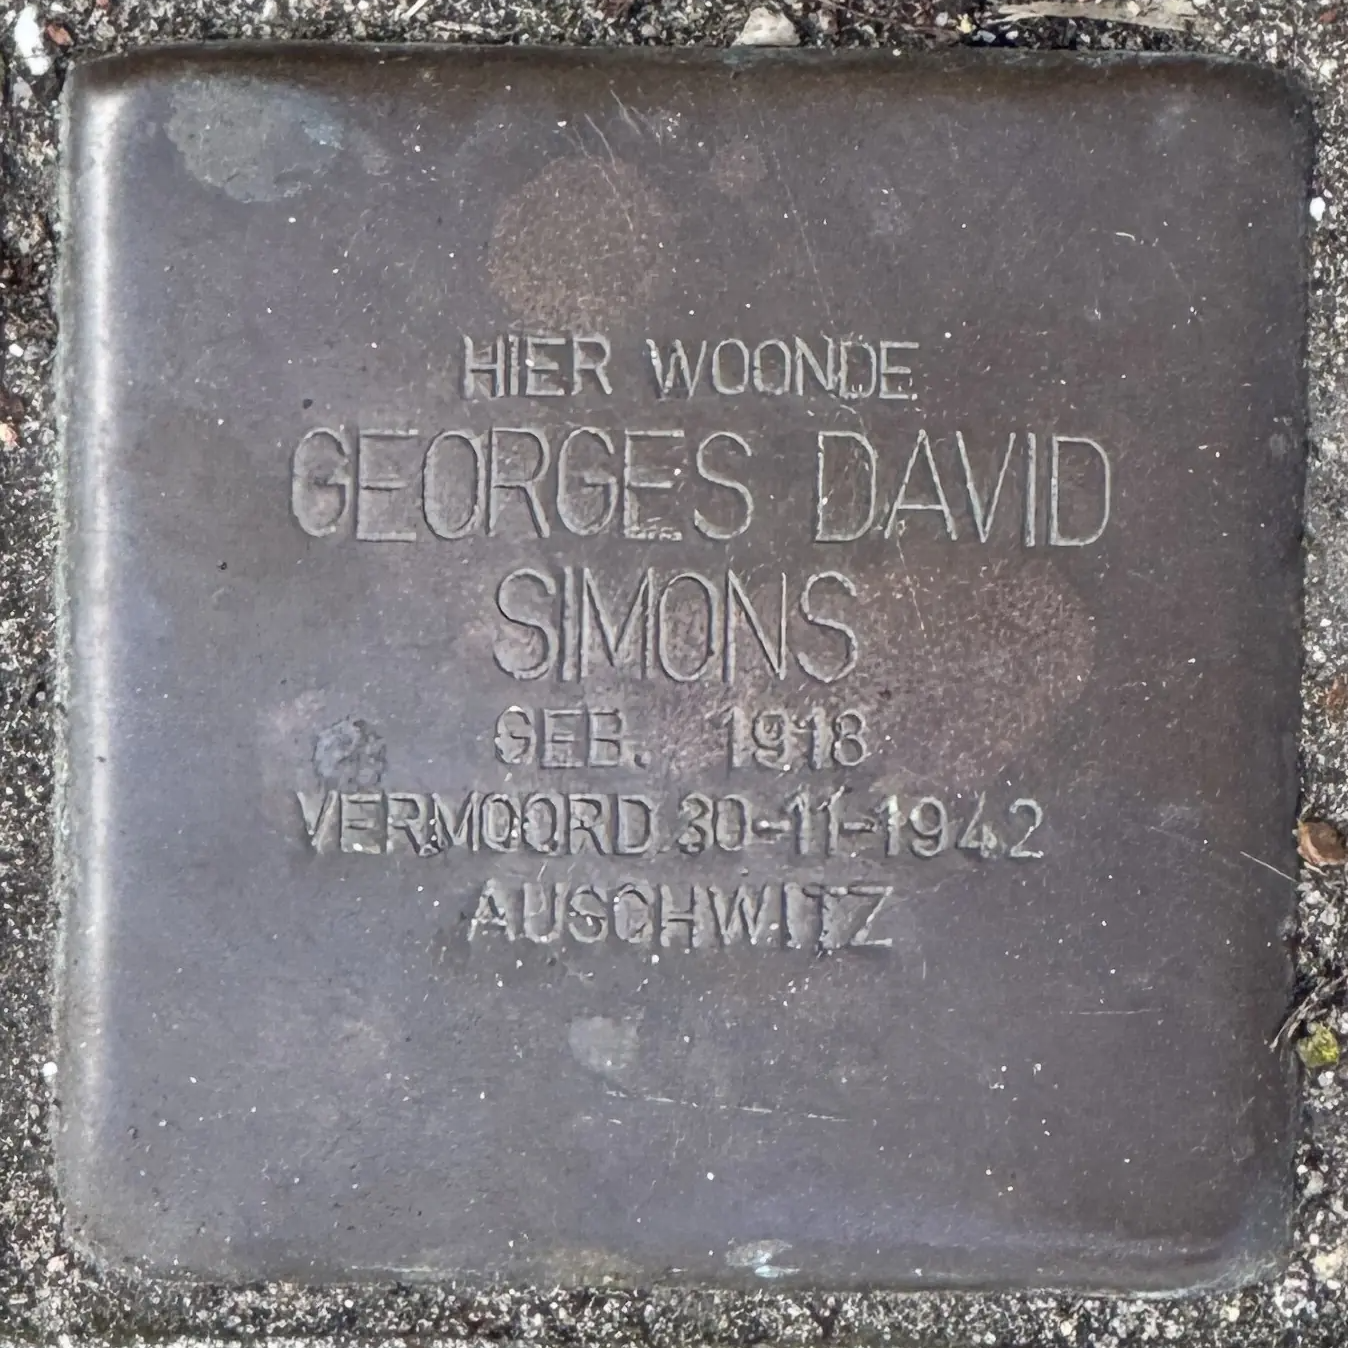 HIER WOONDE
GEORGES DAVID
SIMONS
GEB. 1918
VERMOORD 30-11-1942
AUSCHWITZ